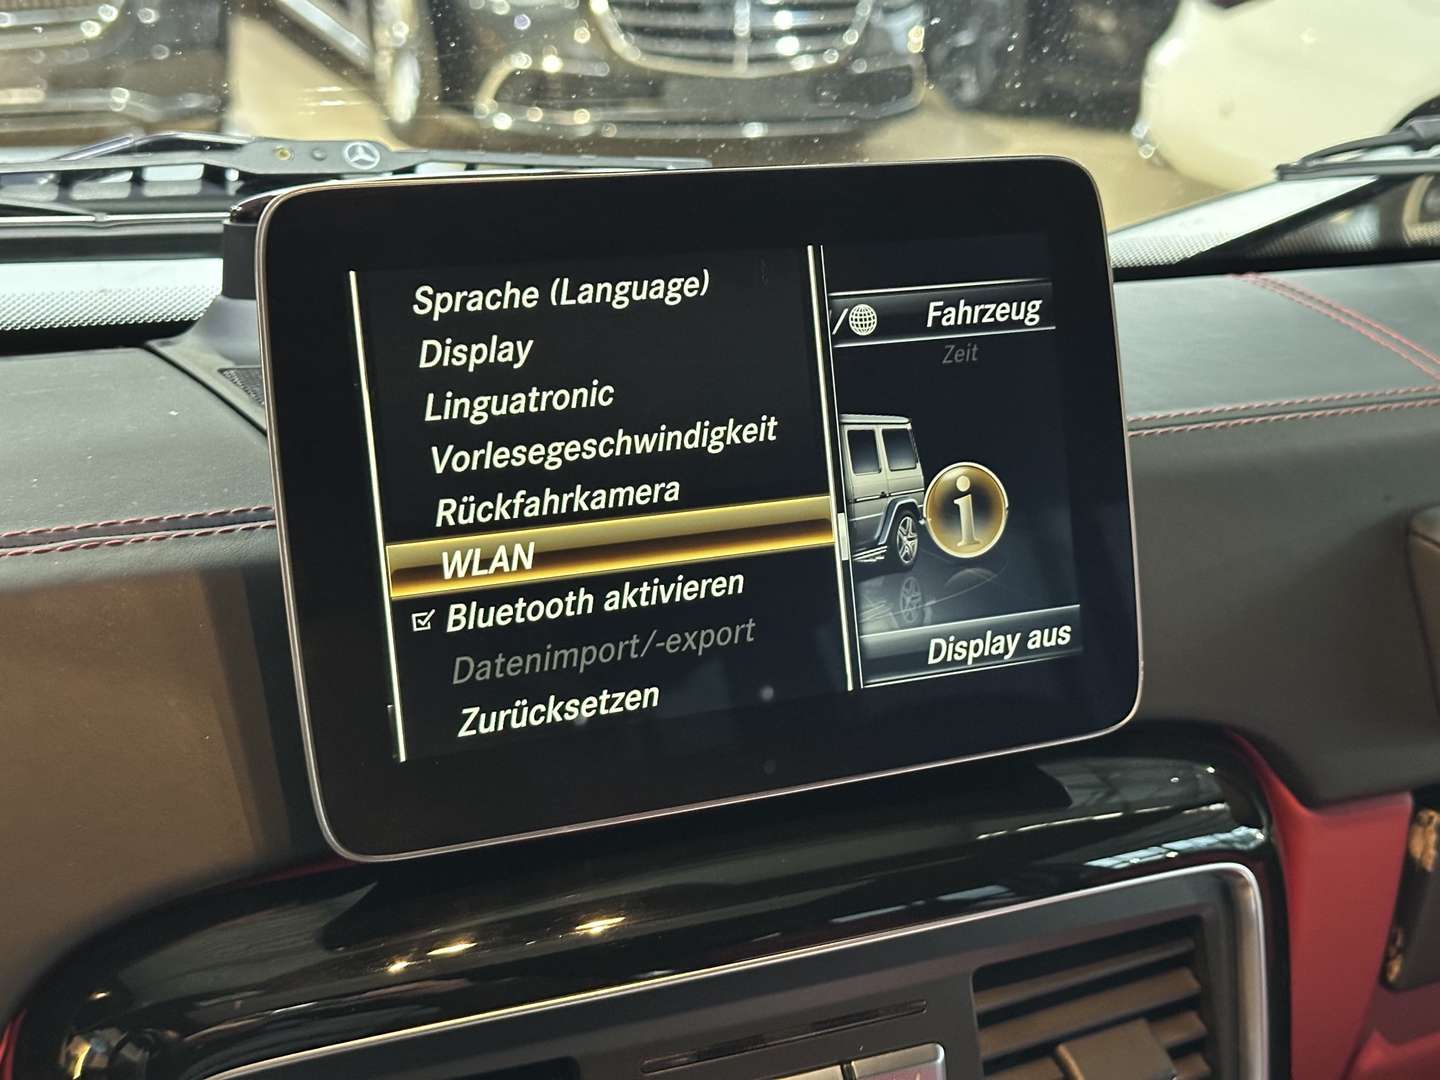 Sprache (Language)
Display
Linguatronic
Vorlesegeschwindigkeit
Rückfahrkamera
WLAN
Bluetooth aktivieren
Datenimport/-export
Zurücksetzen
Fahrzeug
Zeit
i
Display aus